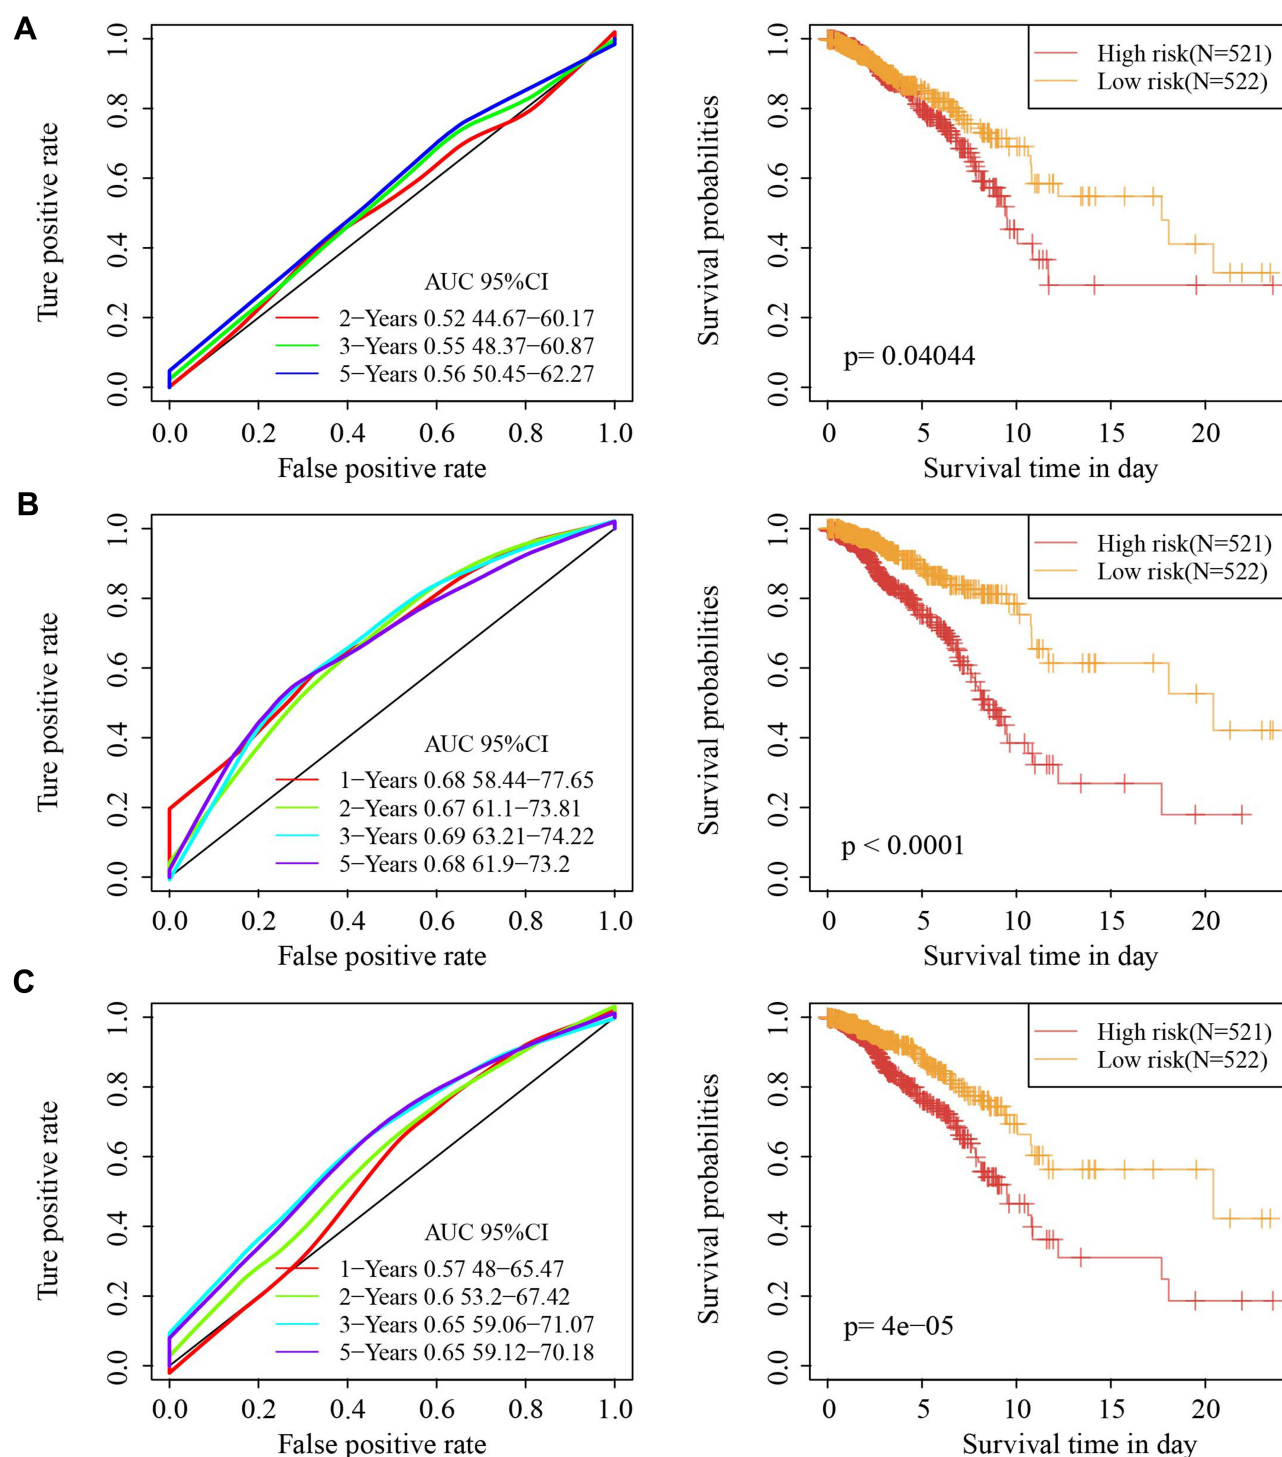 A
Ture positive rate
0.0 0.2 0.4 0.6 0.8 1.0
AUC 95%CI
2−Years 0.52 44.67−60.17
3−Years 0.55 48.37−60.87
5−Years 0.56 50.45−62.27
0.0 0.2 0.4 0.6 0.8 1.0
False positive rate
Survival probabilities
0.0 0.2 0.4 0.6 0.8 1.0
High risk(N=521)
Low risk(N=522)
p= 0.04044
0 5 10 15 20
Survival time in day
B
Ture positive rate
0.0 0.2 0.4 0.6 0.8 1.0
AUC 95%CI
1−Years 0.68 58.44−77.65
2−Years 0.67 61.1−73.81
3−Years 0.69 63.21−74.22
5−Years 0.68 61.9−73.2
0.0 0.2 0.4 0.6 0.8 1.0
False positive rate
Survival probabilities
0.0 0.2 0.4 0.6 0.8 1.0
High risk(N=521)
Low risk(N=522)
p < 0.0001
0 5 10 15 20
Survival time in day
C
Ture positive rate
0.0 0.2 0.4 0.6 0.8 1.0
AUC 95%CI
1−Years 0.57 48−65.47
2−Years 0.6 53.2−67.42
3−Years 0.65 59.06−71.07
5−Years 0.65 59.12−70.18
0.0 0.2 0.4 0.6 0.8 1.0
False positive rate
Survival probabilities
0.0 0.2 0.4 0.6 0.8 1.0
High risk(N=521)
Low risk(N=522)
p= 4e−05
0 5 10 15 20
Survival time in day